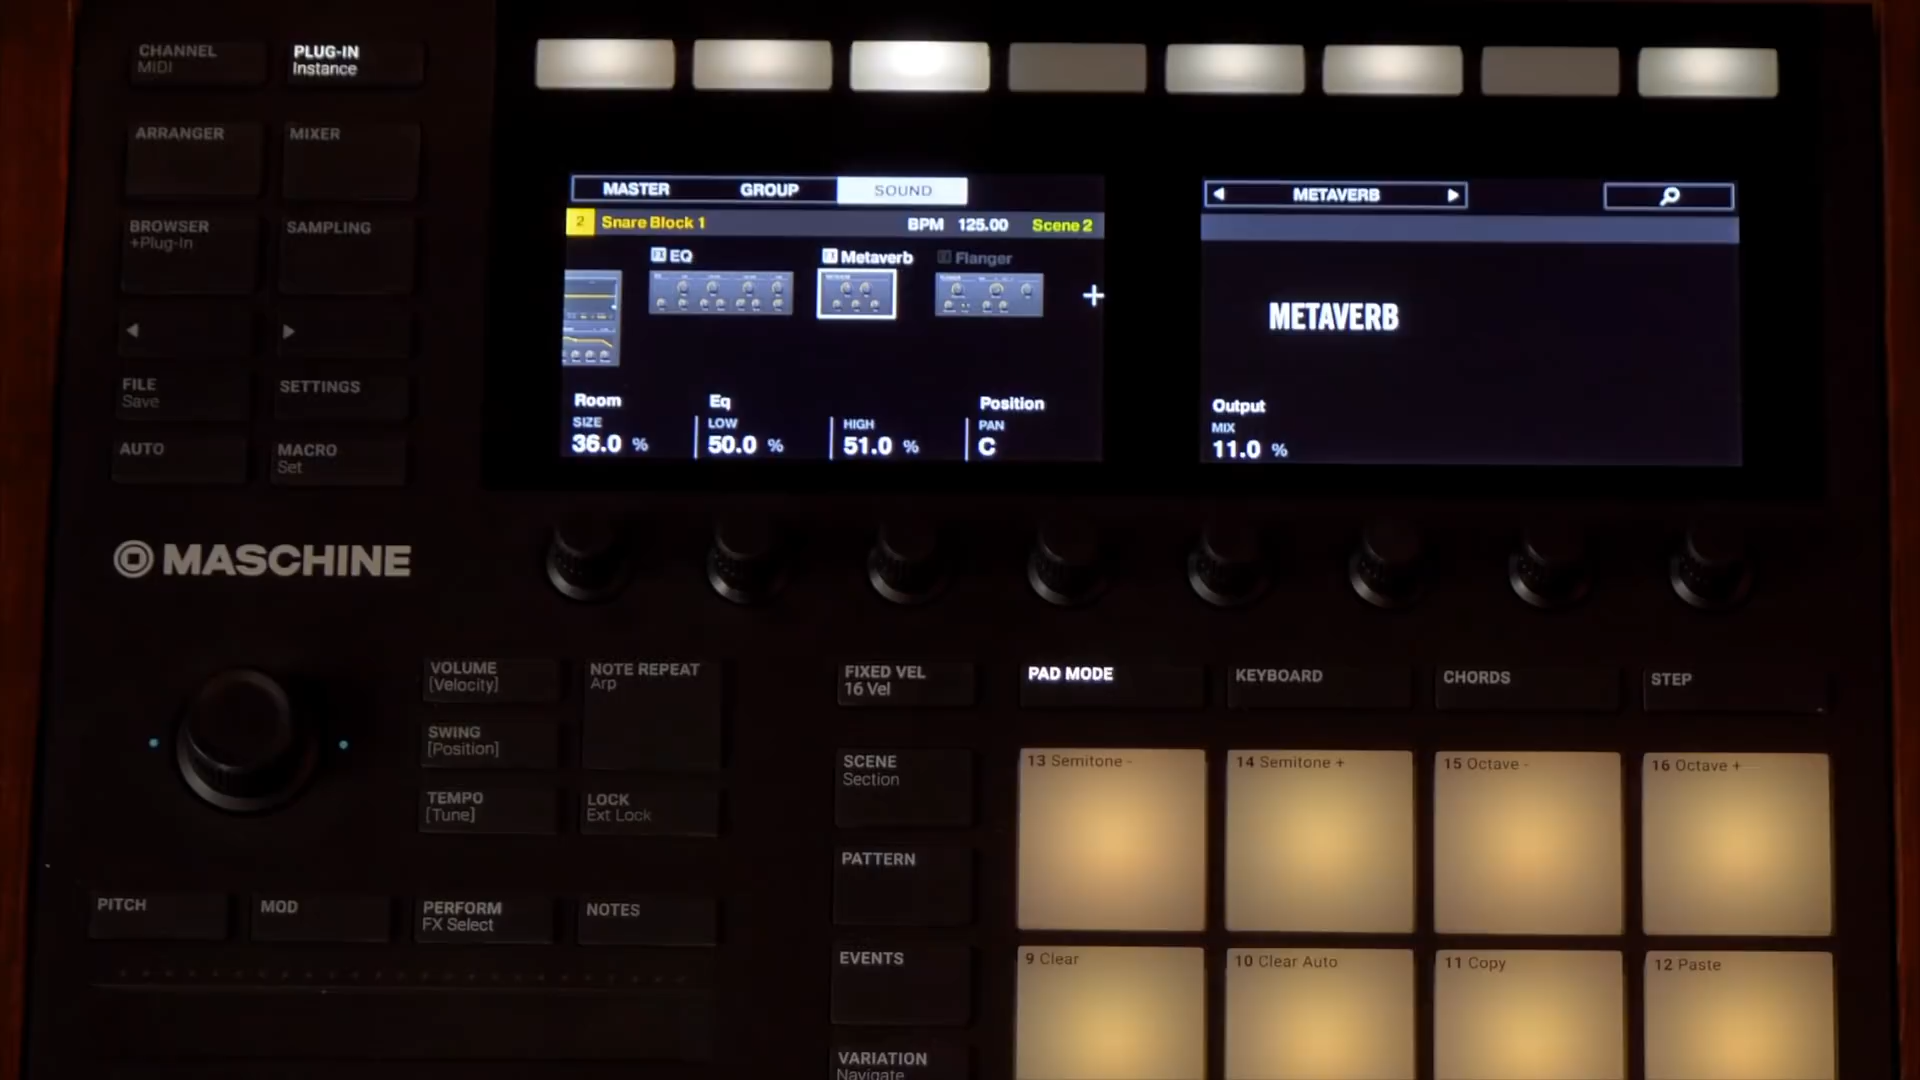 CHANNEL
MIDI
PLUG-IN
Instance
ARRANGER
MIXER
BROWSER
+Plug-In
SAMPLING
FILE
Save
SETTINGS
AUTO
MACRO
Set
MASTER GROUP SOUND
2 Snare Block 1 BPM 125.00 Scene 2
EQ Metaverb Flanger
+
Room Eq Position
SIZE LOW HIGH PAN
36.0 % 50.0 % 51.0 % C
METAVERB
METAVERB
Output
MIX
11.0 %
MASCHINE
VOLUME
[Velocity]
NOTE REPEAT
Arp
SWING
[Position]
TEMPO
[Tune]
LOCK
Ext Lock
PITCH
MOD
PERFORM
FX Select
NOTES
FIXED VEL
16 Vel
PAD MODE
KEYBOARD
CHORDS
STEP
SCENE
Section
PATTERN
EVENTS
VARIATION
Navigate
13 Semitone -
14 Semitone +
15 Octave -
16 Octave +
9 Clear
10 Clear Auto
11 Copy
12 Paste